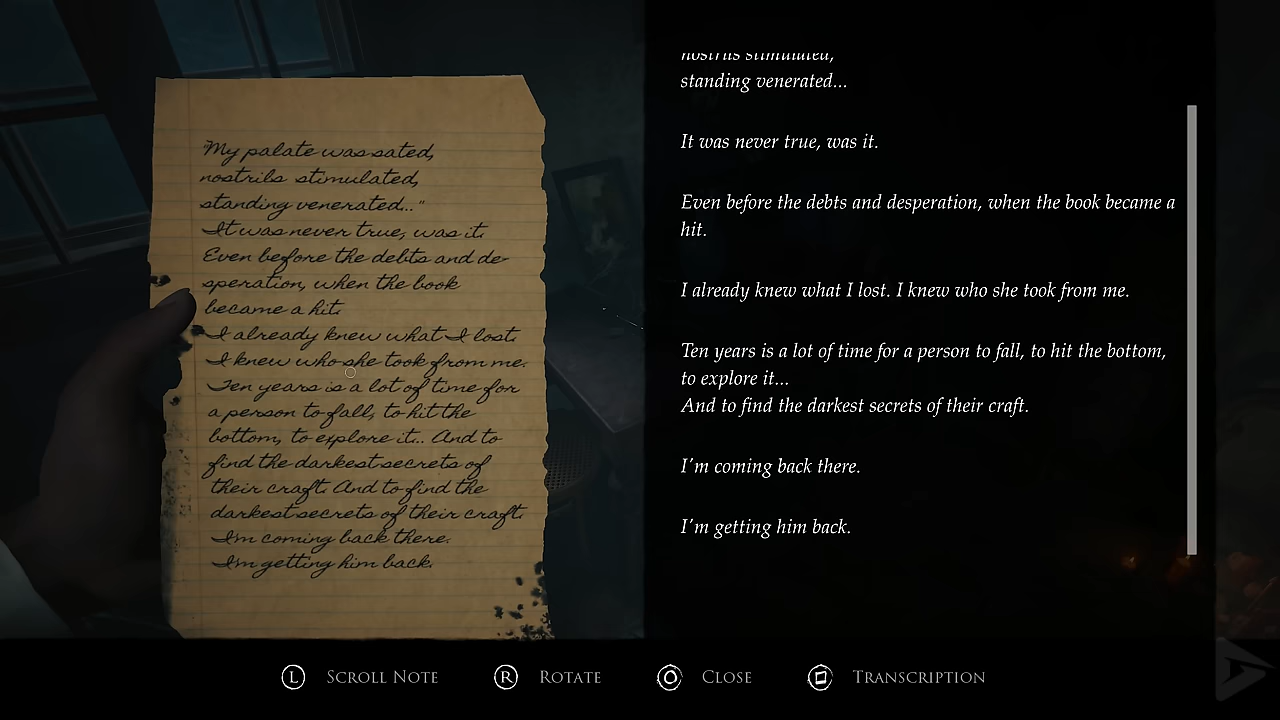 "My palate was sated,
nostrils stimulated,
standing venerated..."
It was never true, was it.
Even before the debts and de-
speration, when the book
became a hit.
I already knew what I lost.
I knew who she took from me.
Ten years is a lot of time for
a person to fall, to hit the
bottom, to explore it... And to
find the darkest secrets of
their craft. And to find the
darkest secrets of their craft.
I'm coming back there.
I'm getting him back.
nostrils stimulated,
standing venerated...
It was never true, was it.
Even before the debts and desperation, when the book became a
hit.
I already knew what I lost. I knew who she took from me.
Ten years is a lot of time for a person to fall, to hit the bottom,
to explore it...
And to find the darkest secrets of their craft.
I'm coming back there.
I'm getting him back.
L SCROLL NOTE R ROTATE CLOSE TRANSCRIPTION